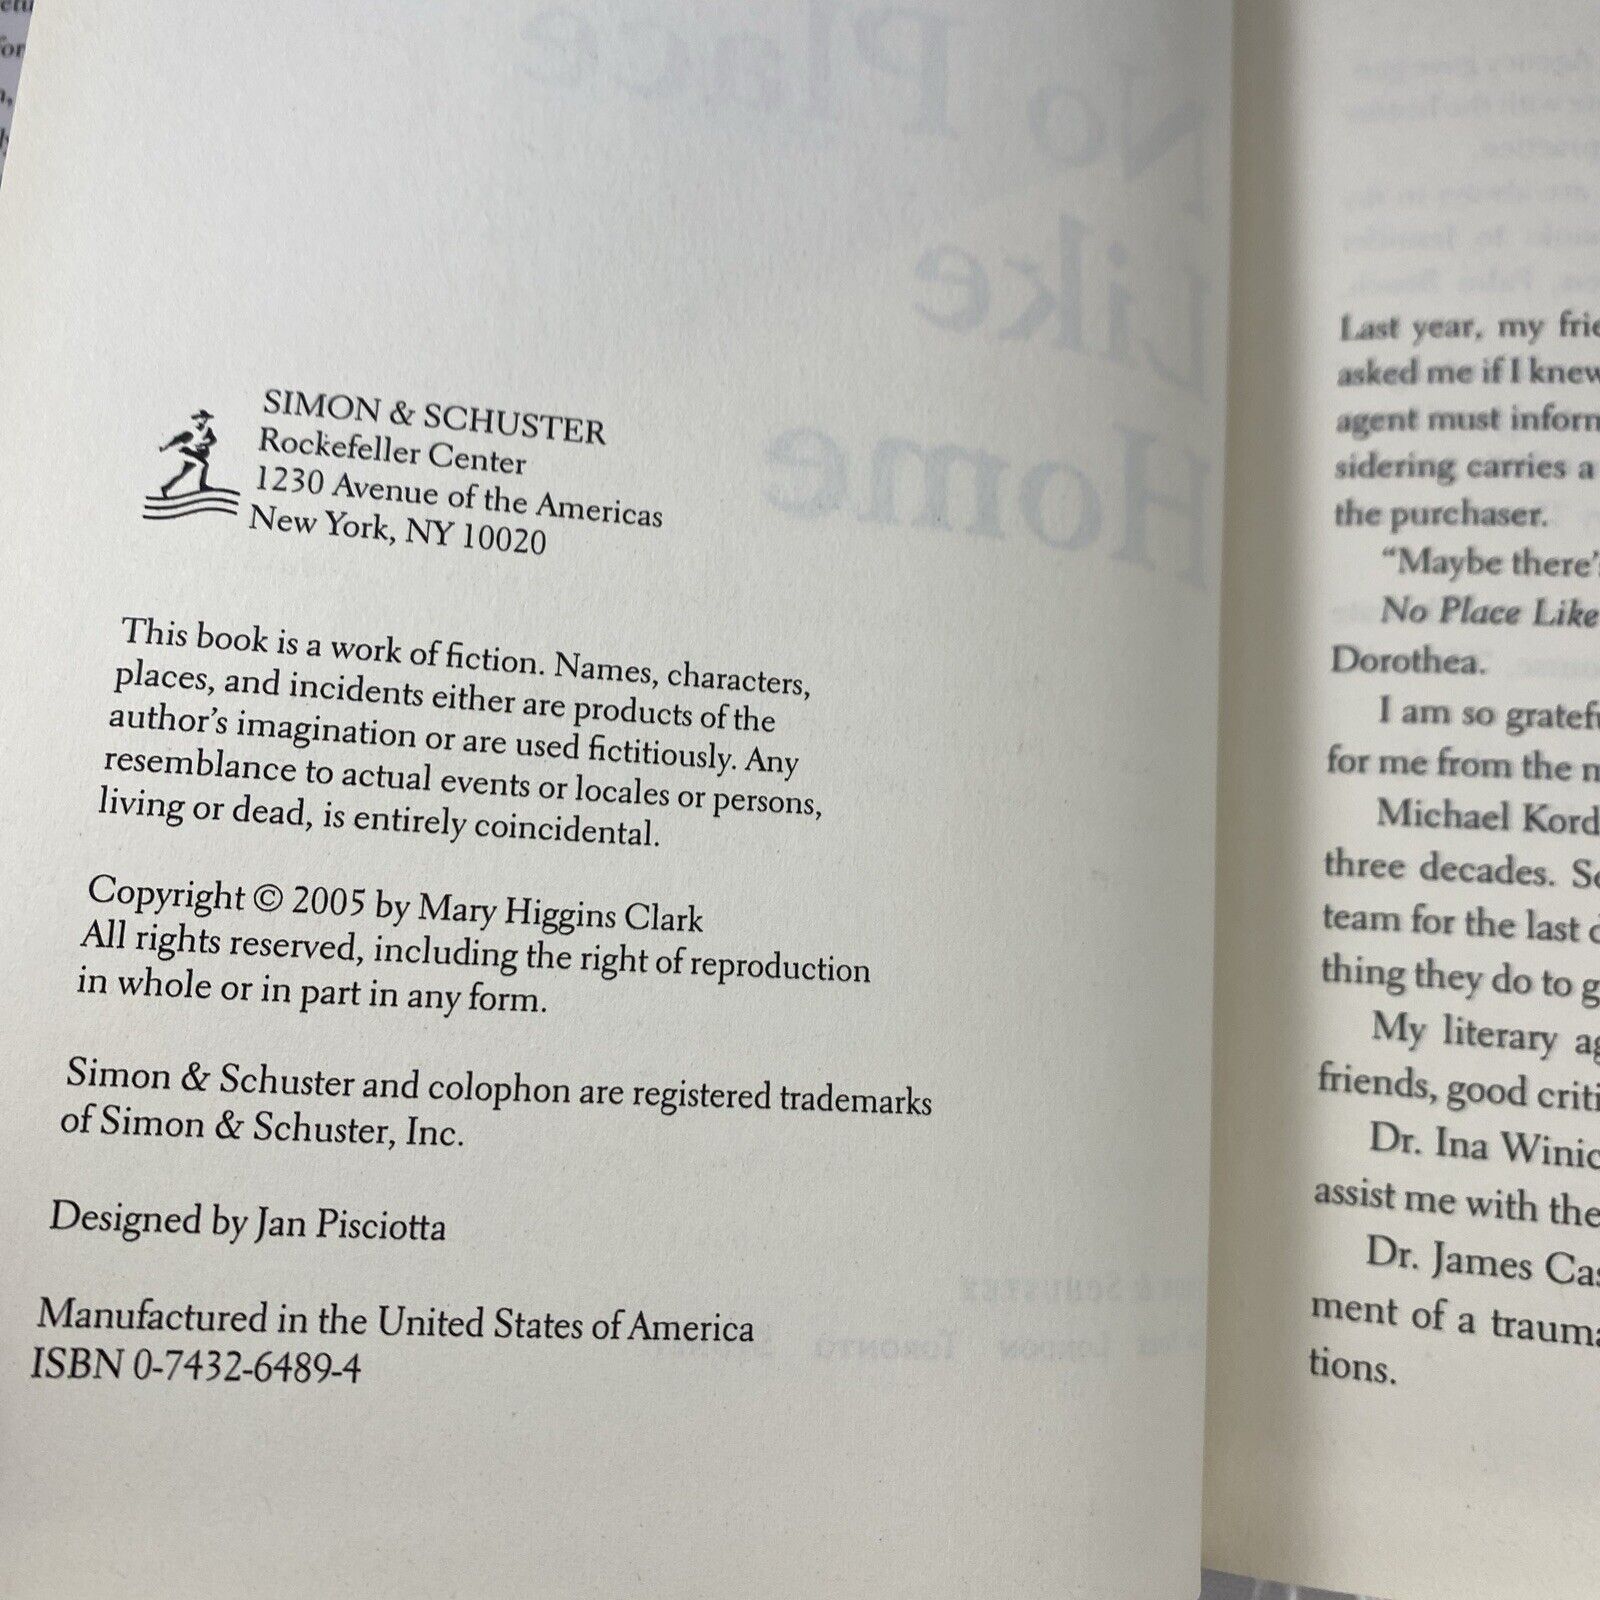 SIMON & SCHUSTER
Rockefeller Center
1230 Avenue of the Americas
New York, NY 10020
This book is a work of fiction. Names, characters,
places, and incidents either are products of the
author's imagination or are used fictitiously. Any
resemblance to actual events or locales or persons,
living or dead, is entirely coincidental.
Copyright © 2005 by Mary Higgins Clark
All rights reserved, including the right of reproduction
in whole or in part in any form.
Simon & Schuster and colophon are registered trademarks
of Simon & Schuster, Inc.
Designed by Jan Pisciotta
Manufactured in the United States of America
ISBN 0-7432-6489-4
No Place
Like
Home
Last year, my
asked me if I knew
agent must inform
sidering carries a
the purchaser.
"Maybe there's
No Place Like
Dorothea.
I am so
for me from the
Michael
three decades.
team for the last
thing they do to
My literary
friends, good
Dr. Ina
assist me with the
Dr. James
ment of a
tions.